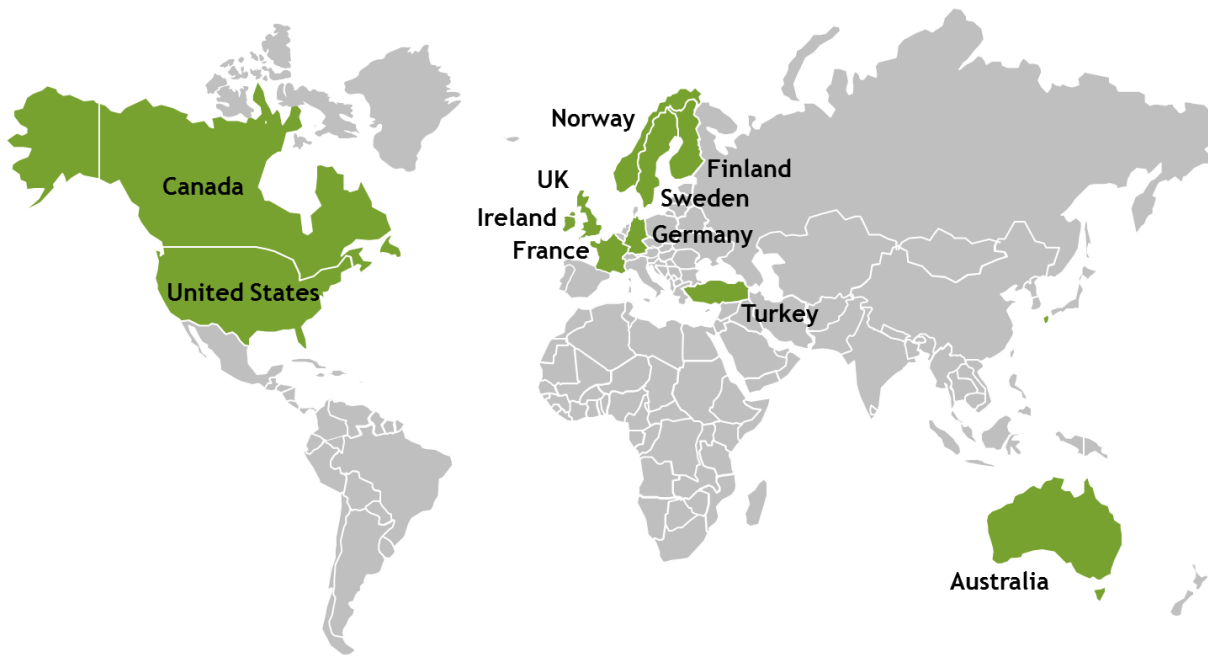 Norway
Finland
Canada
UK
Sweden
Ireland
Germany
France
United States
Turkey
Australia